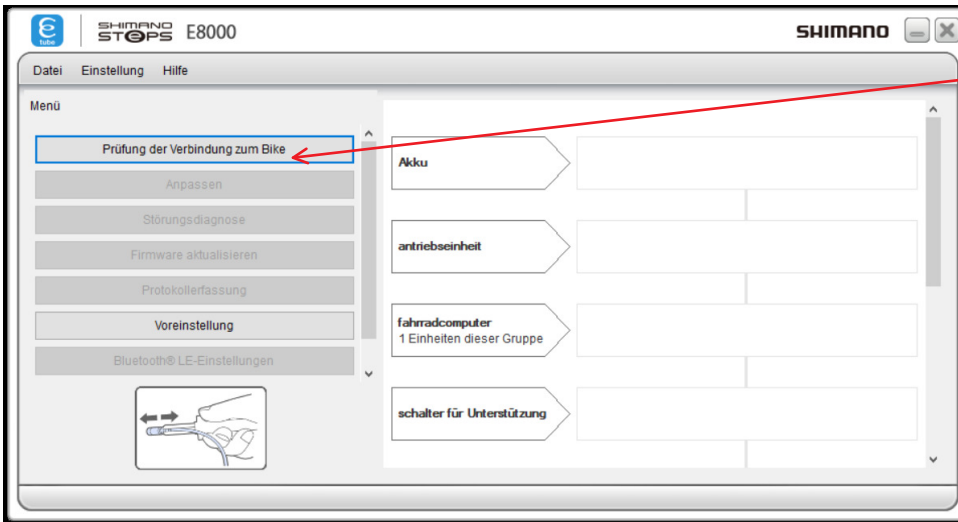 e
tube
SHIMANO
STEPS E8000
SHIMANO
Datei Einstellung Hilfe
Menü
Prüfung der Verbindung zum Bike
Anpassen
Störungsdiagnose
Firmware aktualisieren
Protokollerfassung
Voreinstellung
Bluetooth® LE-Einstellungen
Akku
antriebseinheit
fahrradcomputer
1 Einheiten dieser Gruppe
schalter für Unterstützung